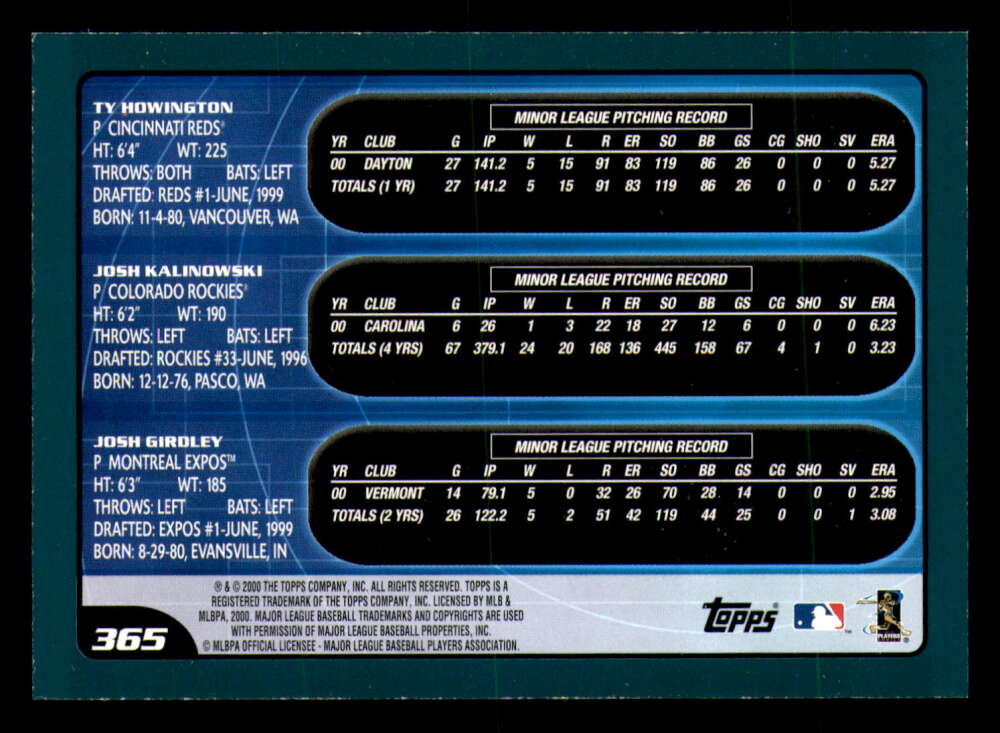 TY HOWINGTON
P CINCINNATI REDS®
HT: 6'4" WT: 225
THROWS: BOTH BATS: LEFT
DRAFTED: REDS #1-JUNE, 1999
BORN: 11-4-80, VANCOUVER, WA
MINOR LEAGUE PITCHING RECORD
YR CLUB G IP W L R ER SO BB GS CG SHO SV ERA
00 DAYTON 27 141.2 5 15 91 83 119 86 26 0 0 0 5.27
TOTALS (1 YR) 27 141.2 5 15 91 83 119 86 26 0 0 0 5.27
JOSH KALINOWSKI
P COLORADO ROCKIES®
HT: 6'2" WT: 190
THROWS: LEFT BATS: LEFT
DRAFTED: ROCKIES #33-JUNE, 1996
BORN: 12-12-76, PASCO, WA
MINOR LEAGUE PITCHING RECORD
YR CLUB G IP W L R ER SO BB GS CG SHO SV ERA
00 CAROLINA 6 26 1 3 22 18 27 12 6 0 0 0 6.23
TOTALS (4 YRS) 67 379.1 24 20 168 136 445 158 67 4 1 0 3.23
JOSH GIRDLEY
P MONTREAL EXPOS™
HT: 6'3" WT: 185
THROWS: LEFT BATS: LEFT
DRAFTED: EXPOS #1-JUNE, 1999
BORN: 8-29-80, EVANSVILLE, IN
MINOR LEAGUE PITCHING RECORD
YR CLUB G IP W L R ER SO BB GS CG SHO SV ERA
00 VERMONT 14 79.1 5 0 32 26 70 28 14 0 0 0 2.95
TOTALS (2 YRS) 26 122.2 5 2 51 42 119 44 25 0 0 1 3.08
® & © 2000 THE TOPPS COMPANY, INC. ALL RIGHTS RESERVED. TOPPS IS A
REGISTERED TRADEMARK OF THE TOPPS COMPANY, INC. LICENSED BY MLB &
MLBPA, 2000. MAJOR LEAGUE BASEBALL TRADEMARKS AND COPYRIGHTS ARE USED
WITH PERMISSION OF MAJOR LEAGUE BASEBALL PROPERTIES, INC.
© MLBPA OFFICIAL LICENSEE - MAJOR LEAGUE BASEBALL PLAYERS ASSOCIATION.
365
TOPPS®
PLAYERS